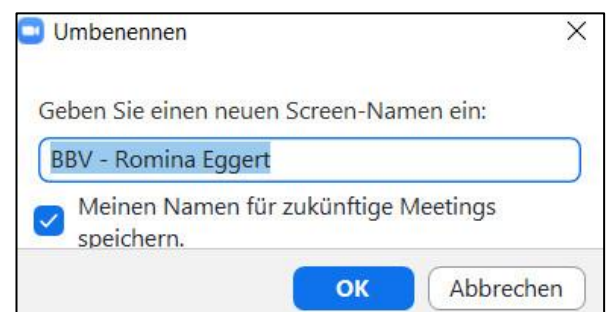 Umbenennen
Geben Sie einen neuen Screen-Namen ein:
BBV - Romina Eggert
Meinen Namen für zukünftige Meetings
speichern.
OK Abbrechen